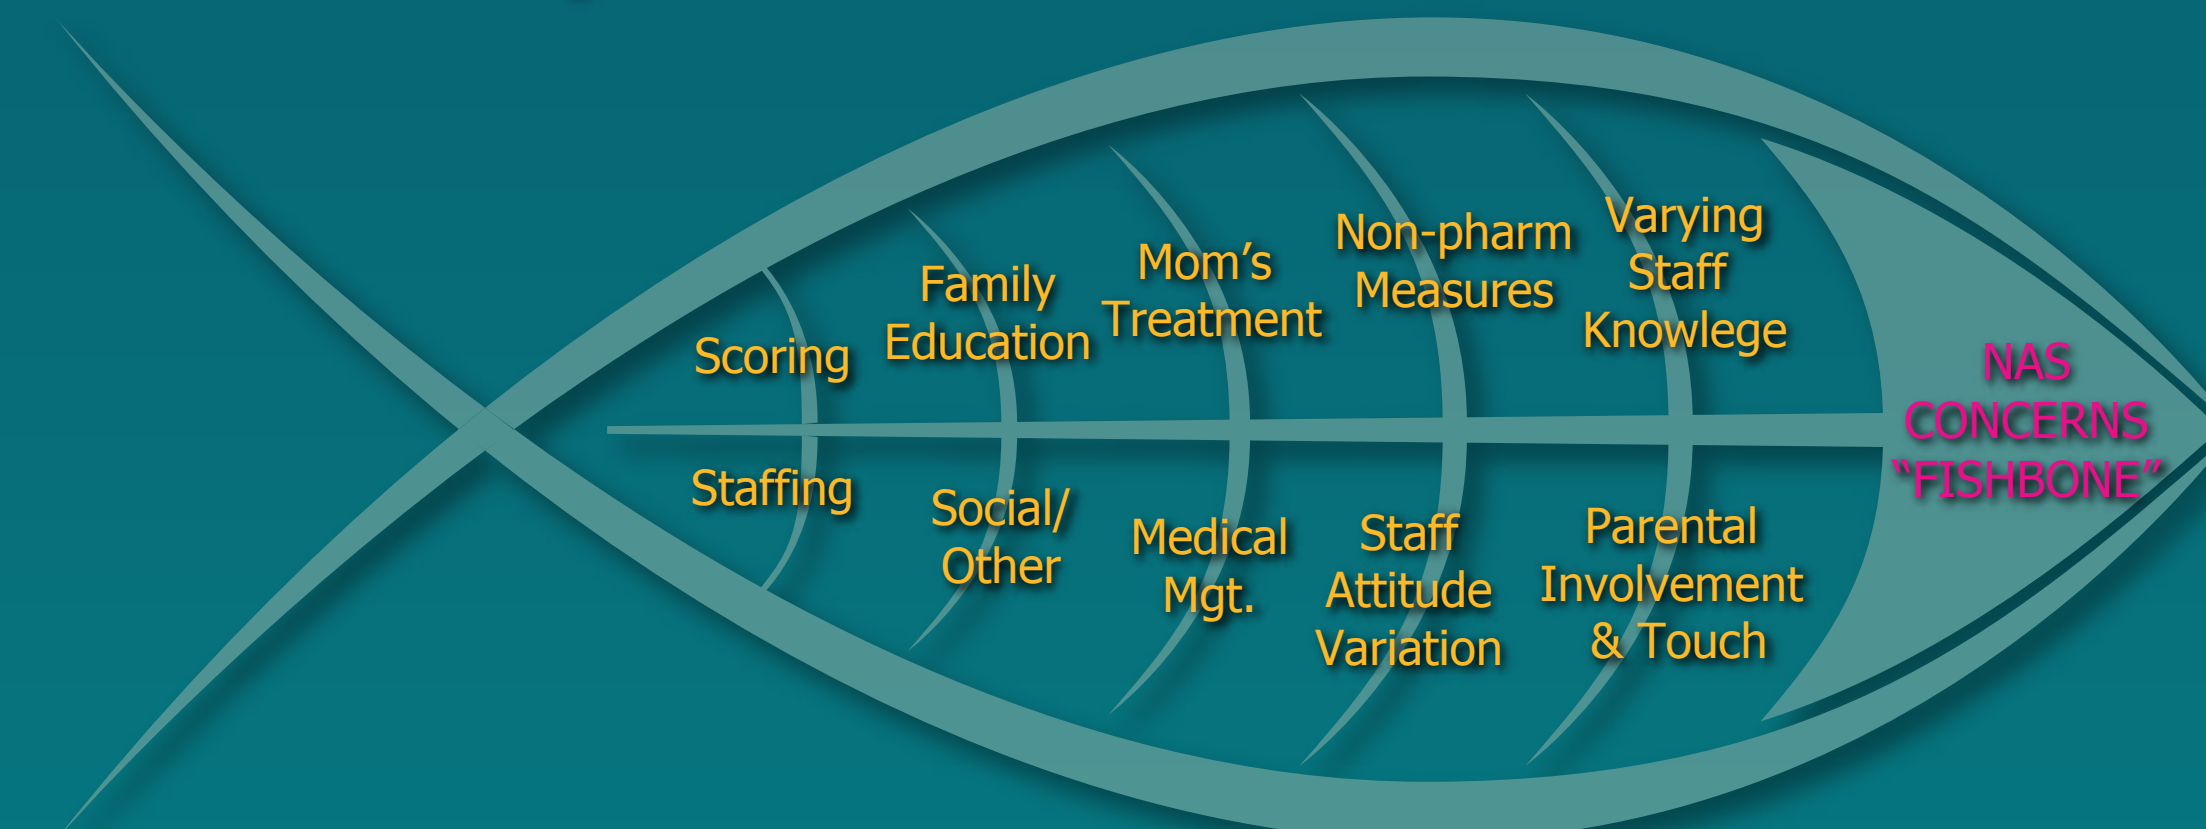 Scoring
Family
Education
Mom’s
Treatment
Non-pharm
Measures
Varying
Staff
Knowlege
Staffing
Social/
Other
Medical
Mgt.
Staff
Attitude
Variation
Parental
Involvement
& Touch
NAS
CONCERNS
“FISHBONE”